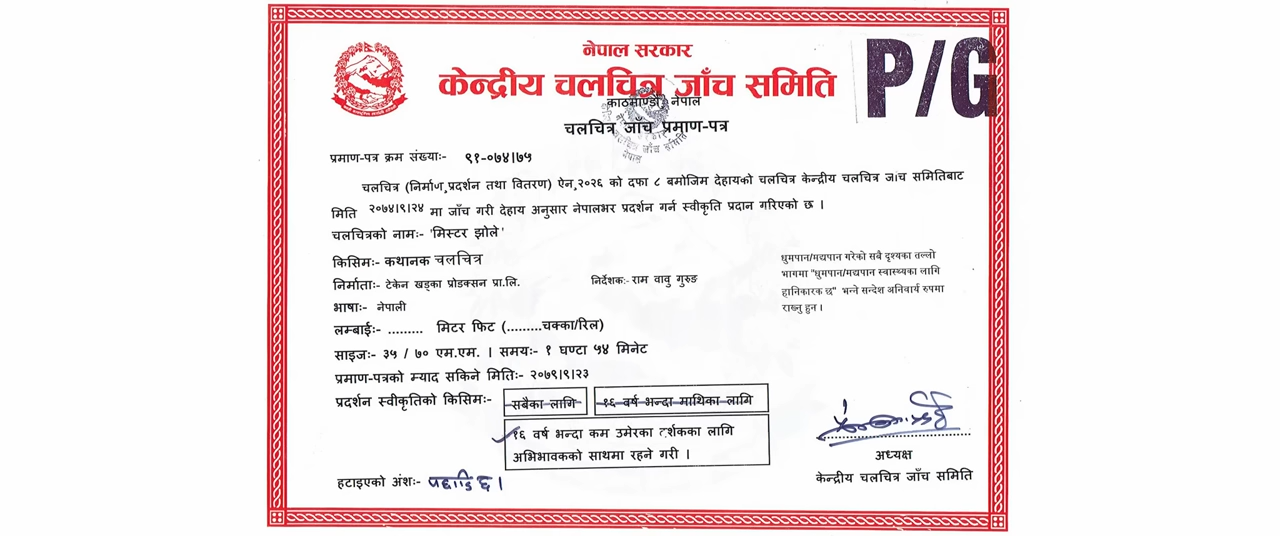 नेपाल सरकार
केन्द्रीय चलचित्र जाँच समिति
P/G
काठमाण्डौ, नेपाल
चलचित्र जाँच प्रमाण-पत्र
प्रमाण-पत्र क्रम संख्याः- ९१-०७४|७५
चलचित्र (निर्माण,प्रदर्शन तथा वितरण) ऐन,२०२६ को दफा ८ बमोजिम देहायको चलचित्र केन्द्रीय चलचित्र जाच समितिबाट
मिति २०७४|९|२४ मा जाँच गरी देहाय अनुसार नेपालभर प्रदर्शन गर्न स्वीकृति प्रदान गरिएको छ ।
चलचित्रको नामः- 'मिस्टर झोले'
किसिमः- कथानक चलचित्र
निर्माताः- टेकेन खड्का प्रोडक्सन प्रा.लि. निर्देशकः- राम वावु गुरुङ
भाषाः- नेपाली
लम्बाईः- ......... मिटर फिट (.........चक्का/रिल)
साइजः- ३५ / ७० एम.एम. । समयः- १ घण्टा ५४ मिनेट
प्रमाण-पत्रको म्याद सकिने मितिः- २०७९|९|२३
प्रदर्शन स्वीकृतिको किसिमः- सबैका लागि १६ वर्ष भन्दा माथिका लागि
१६ वर्ष भन्दा कम उमेरका दर्शकका लागि
अभिभावकको साथमा रहने गरी ।
हटाइएको अंशः- पछाडि छ ।
धुमपान/मद्यपान गरेको सबै दृश्यका तल्लो
भागमा "धुमपान/मद्यपान स्वास्थ्यका लागि
हानिकारक छ" भन्ने सन्देश अनिवार्य रुपमा
राख्नु हुन ।
अध्यक्ष
केन्द्रीय चलचित्र जाँच समिति